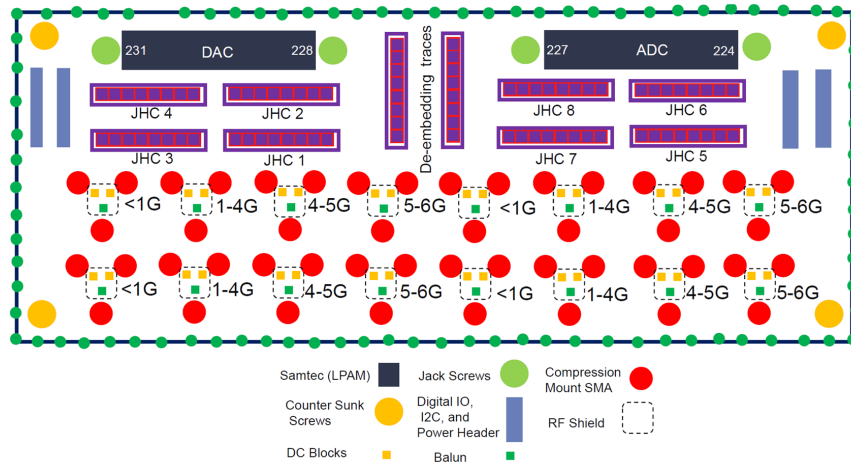 231 DAC 228
227 ADC 224
De-embedding traces
JHC 4
JHC 2
JHC 8
JHC 6
JHC 3
JHC 1
JHC 7
JHC 5
<1G
1-4G
4-5G
5-6G
<1G
1-4G
4-5G
5-6G
<1G
1-4G
4-5G
5-6G
<1G
1-4G
4-5G
5-6G
Samtec (LPAM)
Jack Screws
Compression
Mount SMA
Counter Sunk
Screws
Digital IO,
I2C, and
Power Header
RF Shield
DC Blocks
Balun